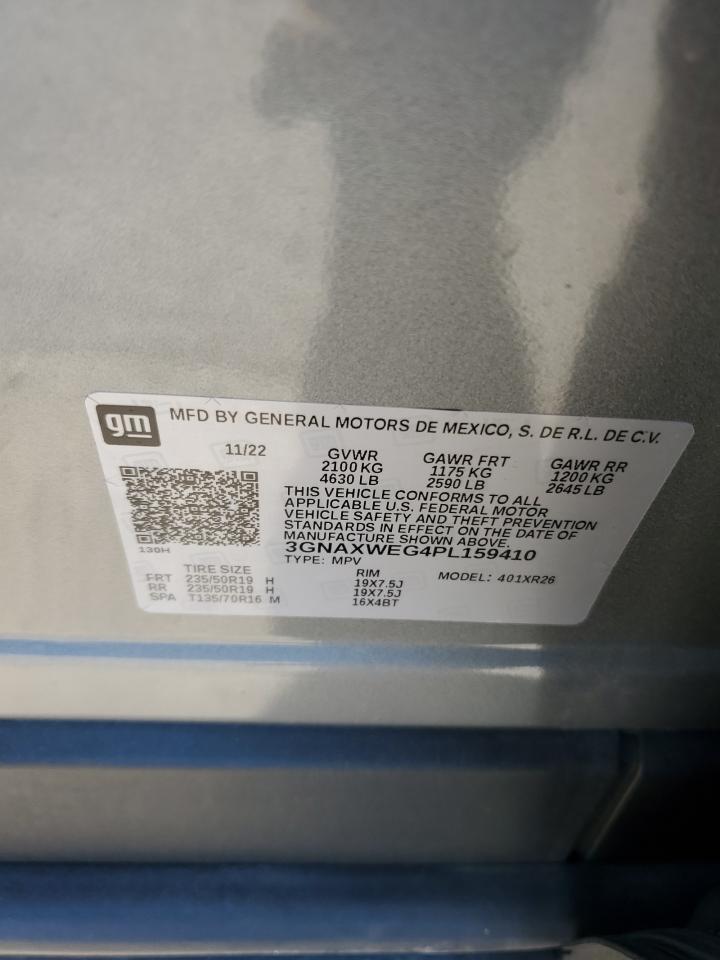 gm
MFD BY GENERAL MOTORS DE MEXICO, S. DE R.L. DE C.V.
11/22
GVWR GAWR FRT GAWR RR
2100 KG 1175 KG 1200 KG
4630 LB 2590 LB 2645 LB
THIS VEHICLE CONFORMS TO ALL
APPLICABLE U.S. FEDERAL MOTOR
VEHICLE SAFETY AND THEFT PREVENTION
STANDARDS IN EFFECT ON THE DATE OF
MANUFACTURE SHOWN ABOVE.
130H
3GNAXWEG4PL159410
TYPE: MPV
MODEL: 401XR26
TIRE SIZE RIM
FRT 235/50R19 H 19X7.5J
RR 235/50R19 H 19X7.5J
SPA T135/70R16 M 16X4BT